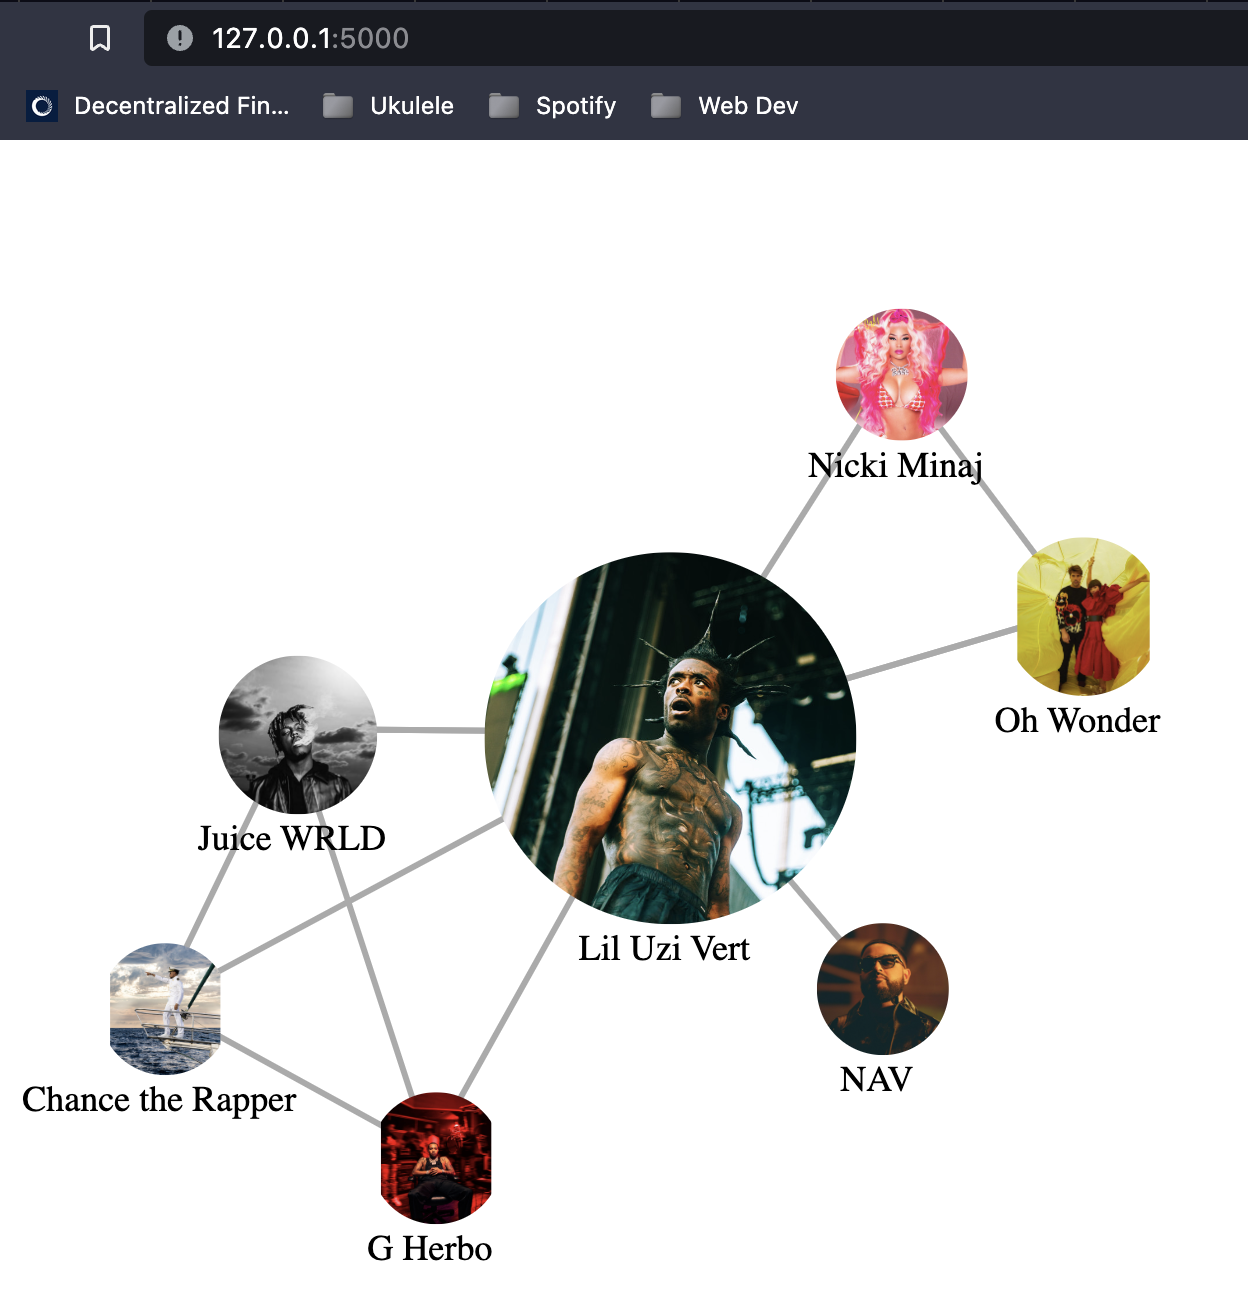 127.0.0.1:5000
Decentralized Fin... Ukulele Spotify Web Dev
Nicki Minaj
Oh Wonder
Juice WRLD
Lil Uzi Vert
NAV
Chance the Rapper
G Herbo